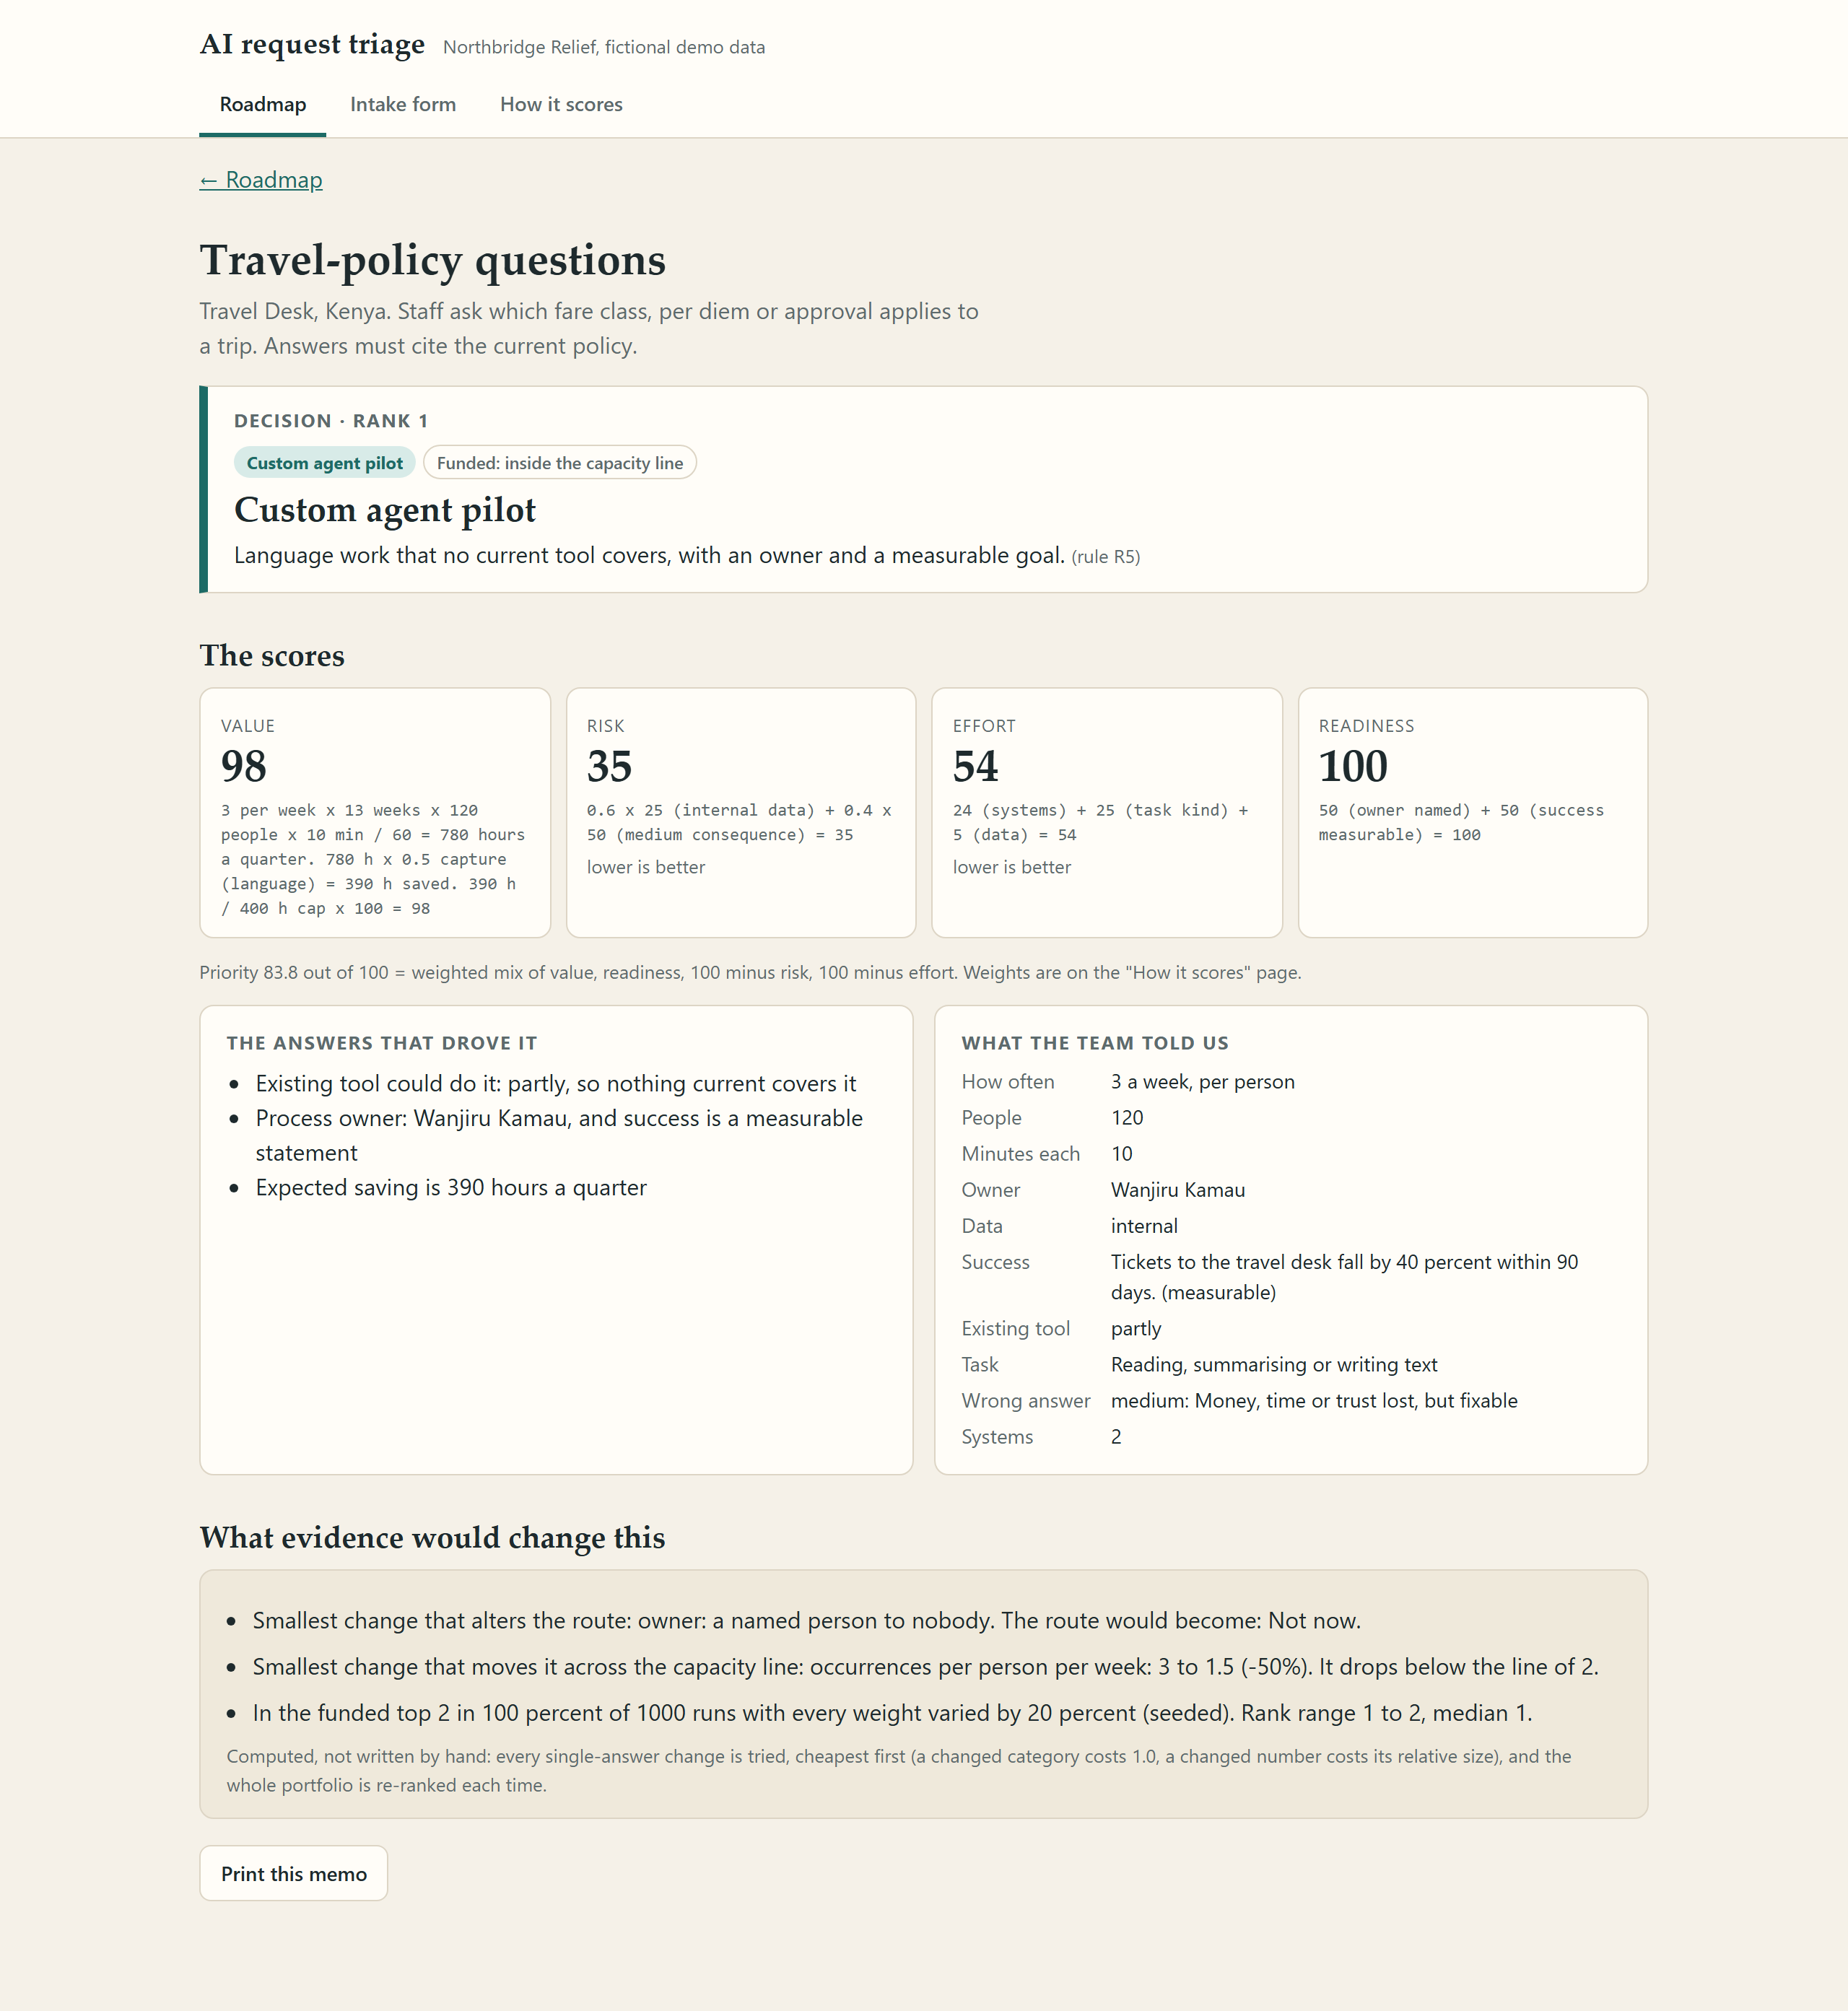 AI request triage Northbridge Relief, fictional demo data
Roadmap Intake form How it scores
← Roadmap
Travel-policy questions
Travel Desk, Kenya. Staff ask which fare class, per diem or approval applies to
a trip. Answers must cite the current policy.
DECISION · RANK 1
Custom agent pilot Funded: inside the capacity line
Custom agent pilot
Language work that no current tool covers, with an owner and a measurable goal. (rule R5)
The scores
VALUE
98
3 per week x 13 weeks x 120
people x 10 min / 60 = 780 hours
a quarter. 780 h x 0.5 capture
(language) = 390 h saved. 390 h
/ 400 h cap x 100 = 98
RISK
35
0.6 x 25 (internal data) + 0.4 x
50 (medium consequence) = 35
lower is better
EFFORT
54
24 (systems) + 25 (task kind) +
5 (data) = 54
lower is better
READINESS
100
50 (owner named) + 50 (success
measurable) = 100
Priority 83.8 out of 100 = weighted mix of value, readiness, 100 minus risk, 100 minus effort. Weights are on the "How it scores" page.
THE ANSWERS THAT DROVE IT
• Existing tool could do it: partly, so nothing current covers it
• Process owner: Wanjiru Kamau, and success is a measurable
statement
• Expected saving is 390 hours a quarter
WHAT THE TEAM TOLD US
How often 3 a week, per person
People 120
Minutes each 10
Owner Wanjiru Kamau
Data internal
Success Tickets to the travel desk fall by 40 percent within 90
days. (measurable)
Existing tool partly
Task Reading, summarising or writing text
Wrong answer medium: Money, time or trust lost, but fixable
Systems 2
What evidence would change this
• Smallest change that alters the route: owner: a named person to nobody. The route would become: Not now.
• Smallest change that moves it across the capacity line: occurrences per person per week: 3 to 1.5 (-50%). It drops below the line of 2.
• In the funded top 2 in 100 percent of 1000 runs with every weight varied by 20 percent (seeded). Rank range 1 to 2, median 1.
Computed, not written by hand: every single-answer change is tried, cheapest first (a changed category costs 1.0, a changed number costs its relative size), and the
whole portfolio is re-ranked each time.
Print this memo